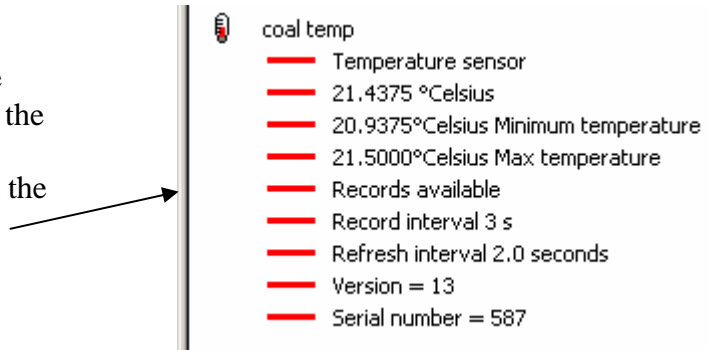 the
the
coal temp
Temperature sensor
21.4375 °Celsius
20.9375°Celsius Minimum temperature
21.5000°Celsius Max temperature
Records available
Record interval 3 s
Refresh interval 2.0 seconds
Version = 13
Serial number = 587